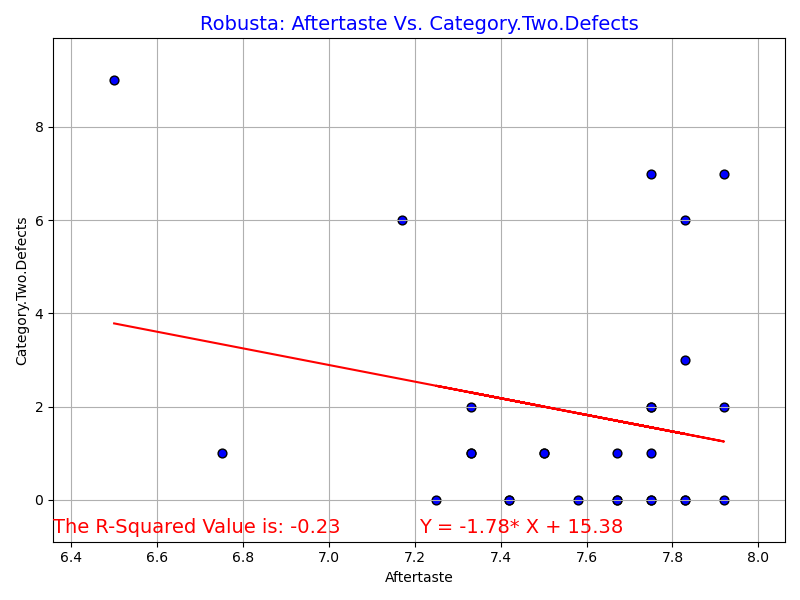 Robusta: Aftertaste Vs. Category.Two.Defects
Category.Two.Defects
8
6
4
2
0
The R-Squared Value is: -0.23
Y = -1.78* X + 15.38
6.4 6.6 6.8 7.0 7.2 7.4 7.6 7.8 8.0
Aftertaste